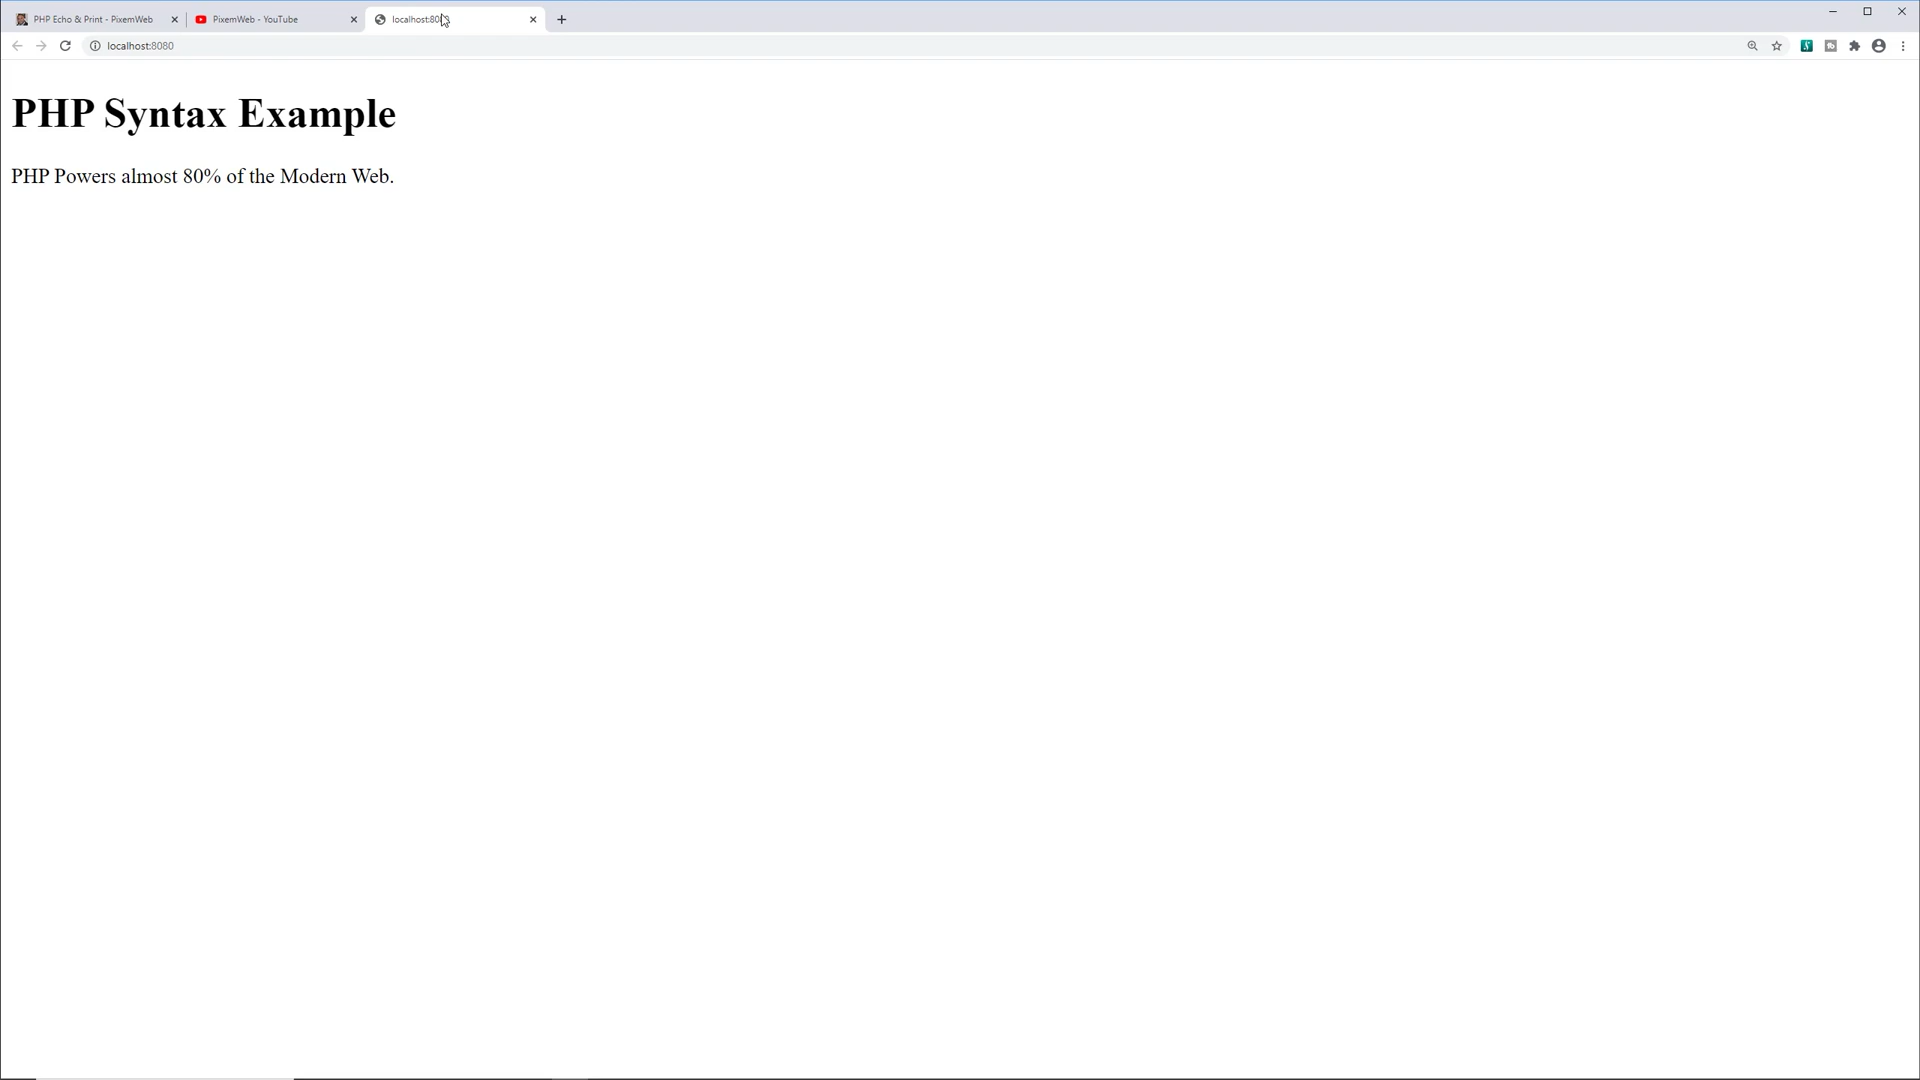 PHP Echo & Print - PixemWeb
PixemWeb - YouTube
localhost:8080
localhost:8080
PHP Syntax Example
PHP Powers almost 80% of the Modern Web.